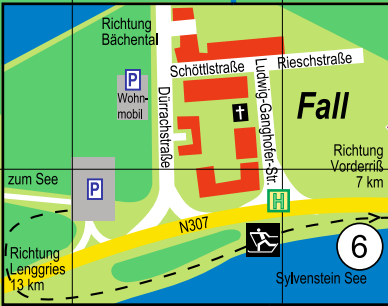 Richtung
Bächental
P
Wohn-
mobil
Schöttlstraße
Rieschstraße
Dürrachstraße
Ludwig-Ganghofer-Str.
Fall
Richtung
Vorderriß
7 km
zum See
P
H
N307
6
Richtung
Lenggries
13 km
Sylvenstein See